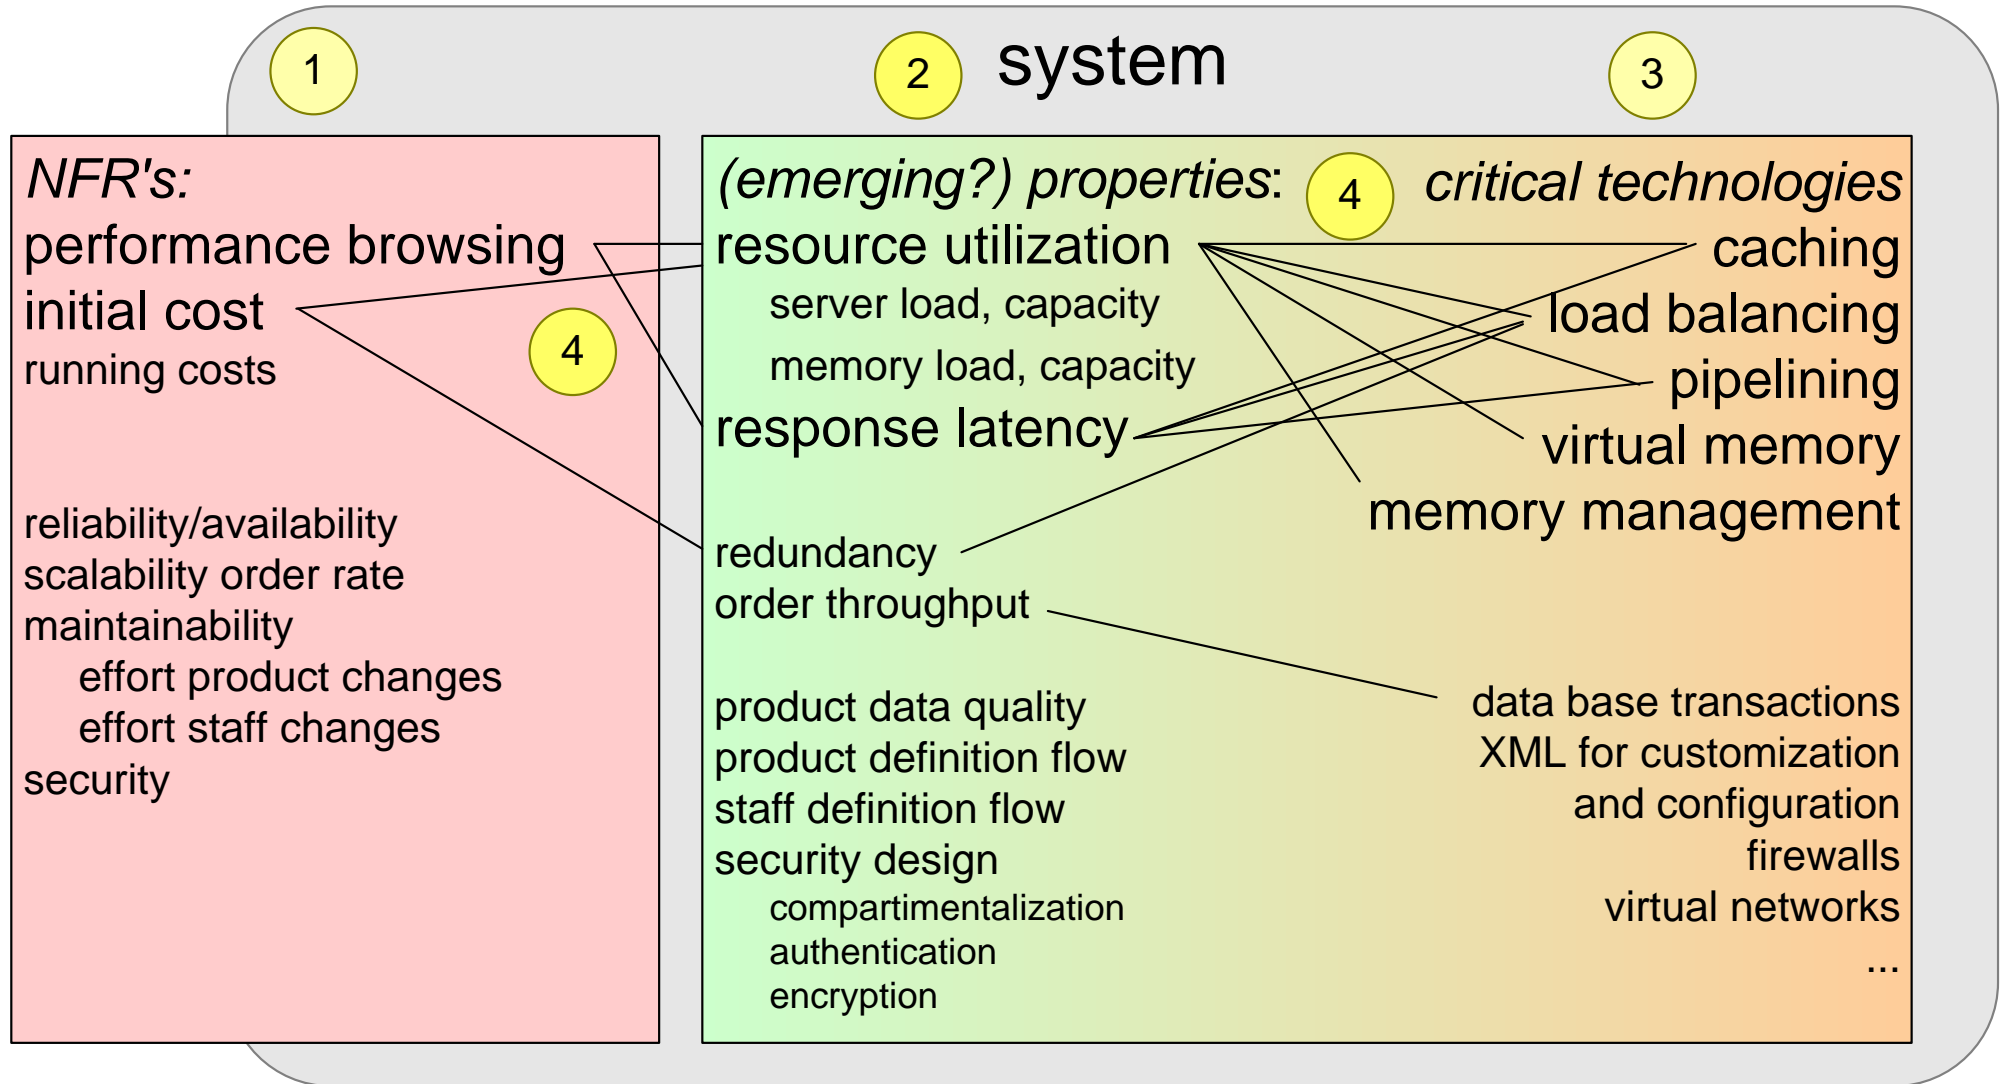 1
2
system
3
NFR's:
performance browsing
initial cost
running costs
4
reliability/availability
scalability order rate
maintainability
effort product changes
effort staff changes
security
(emerging?) properties:
resource utilization
server load, capacity
memory load, capacity
response latency
redundancy
order throughput
product data quality
product definition flow
staff definition flow
security design
compartimentalization
authentication
encryption
4
critical technologies
caching
load balancing
pipelining
virtual memory
memory management
data base transactions
XML for customization
and configuration
firewalls
virtual networks
...